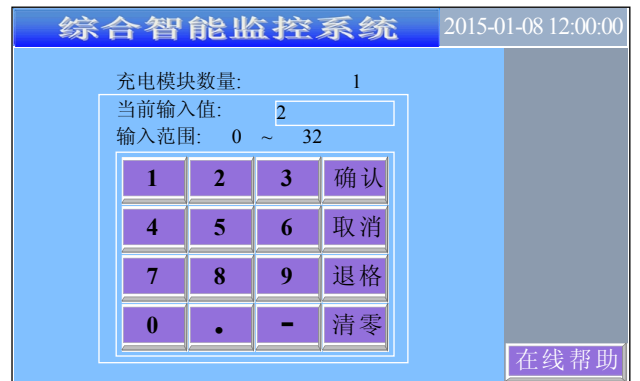 综合智能监控系统 2015-01-08 12:00:00
充电模块数量: 1
当前输入值: 2
输入范围: 0 ~ 32
1 2 3 确认
4 5 6 取消
7 8 9 退格
0 . - 清零
在线帮助